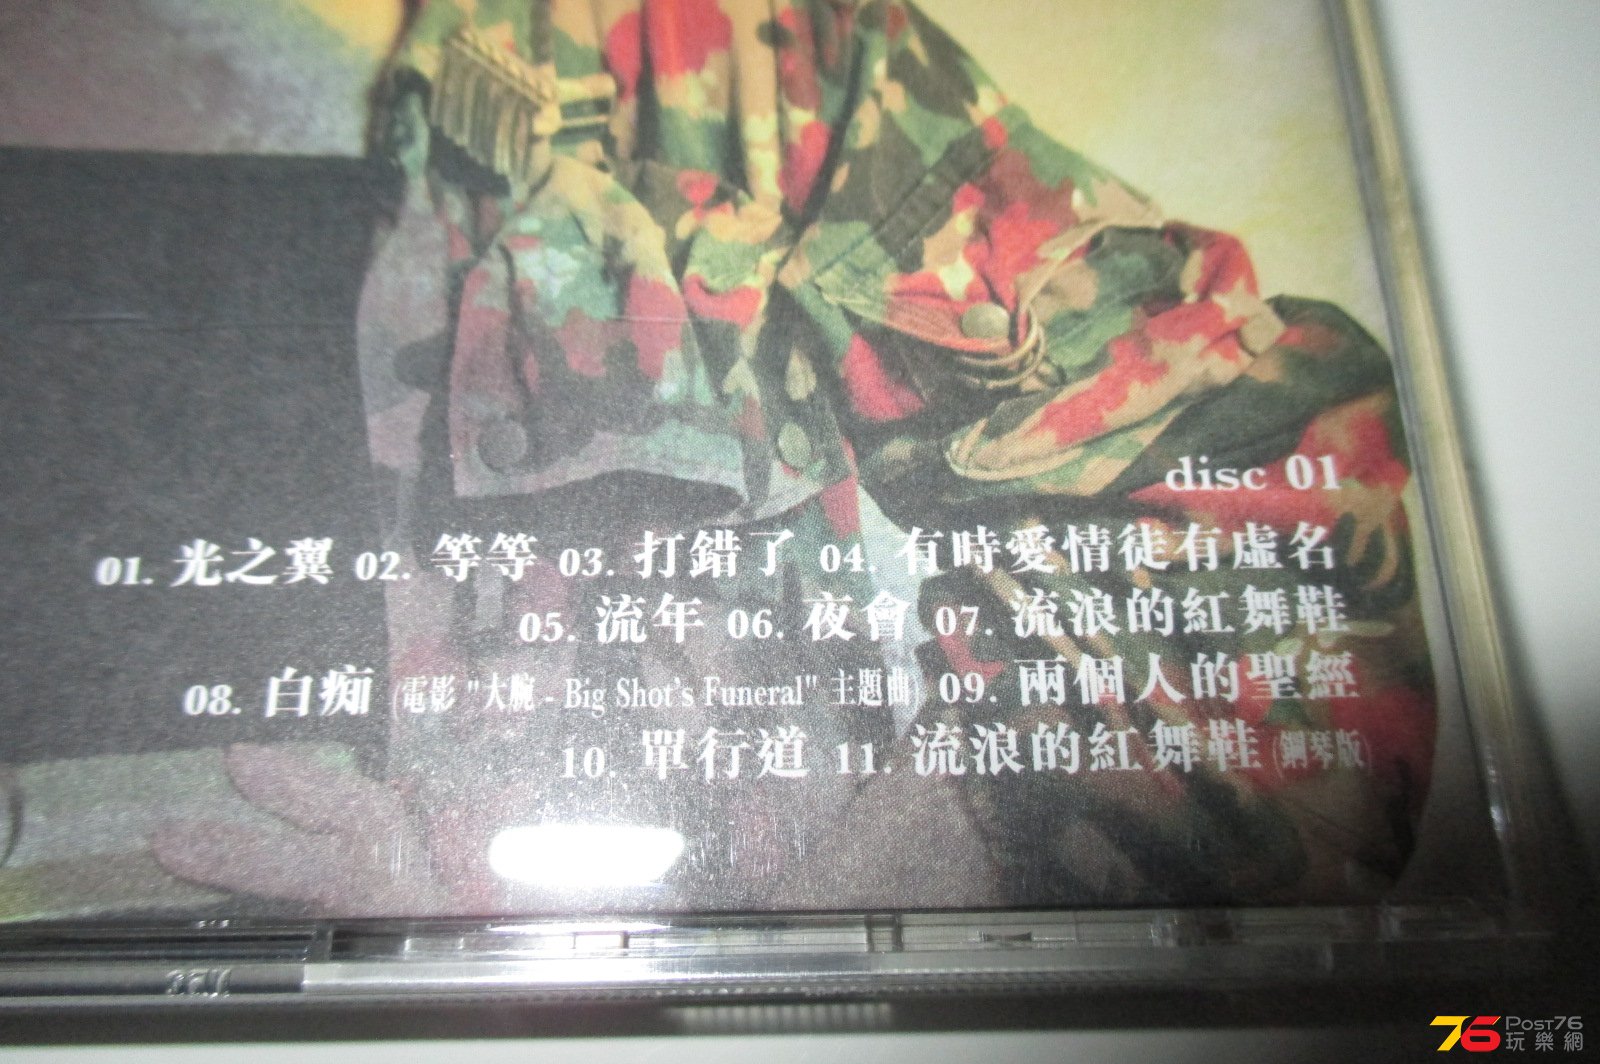 disc 01
01. 光之翼 02. 等等 03. 打錯了 04. 有時愛情徒有虛名
05. 流年 06. 夜會 07. 流浪的紅舞鞋
08. 白痴 (電影 "大腕 - Big Shot's Funeral" 主題曲) 09. 兩個人的聖經
10. 單行道 11. 流浪的紅舞鞋 (鋼琴版)
76 Post76
玩樂網